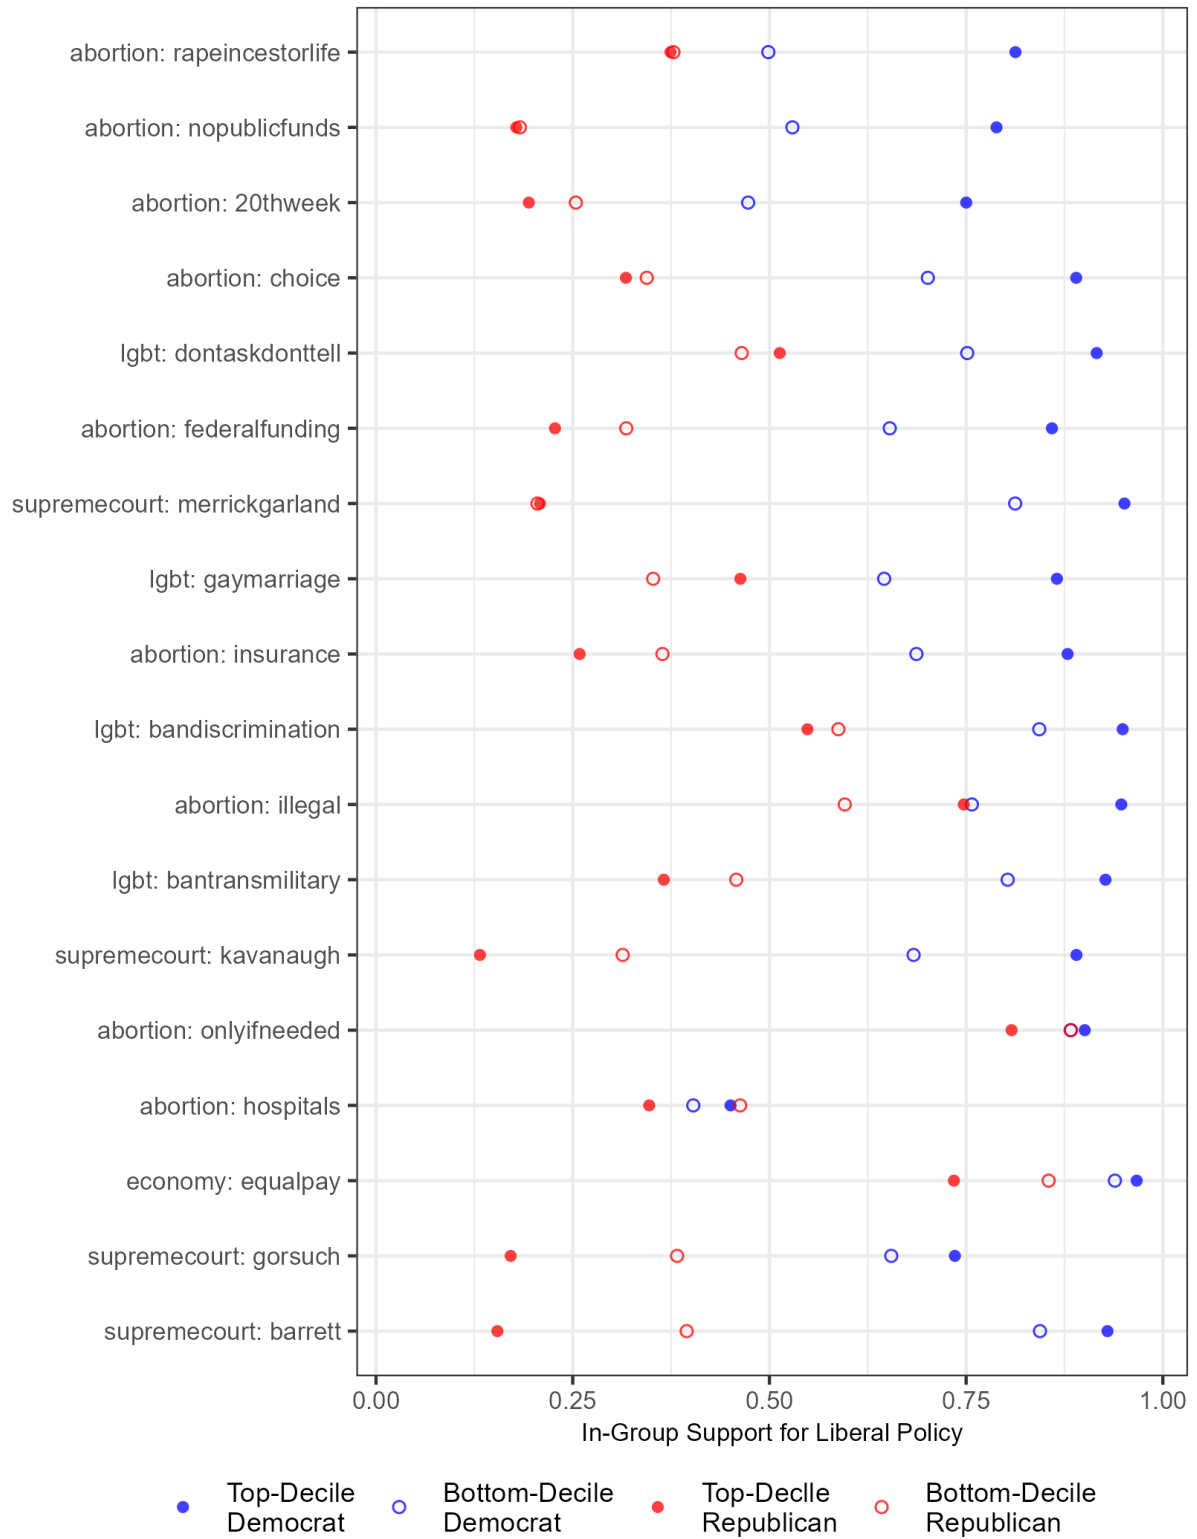 abortion: rapeincestorlife
abortion: nopublicfunds
abortion: 20thweek
abortion: choice
lgbt: dontaskdonttell
abortion: federalfunding
supremecourt: merrickgarland
lgbt: gaymarriage
abortion: insurance
lgbt: bandiscrimination
abortion: illegal
lgbt: bantransmilitary
supremecourt: kavanaugh
abortion: onlyifneeded
abortion: hospitals
economy: equalpay
supremecourt: gorsuch
supremecourt: barrett
0.00 0.25 0.50 0.75 1.00
In-Group Support for Liberal Policy
Top-Decile Bottom-Decile Top-Declle Bottom-Decile
Democrat Democrat Republican Republican